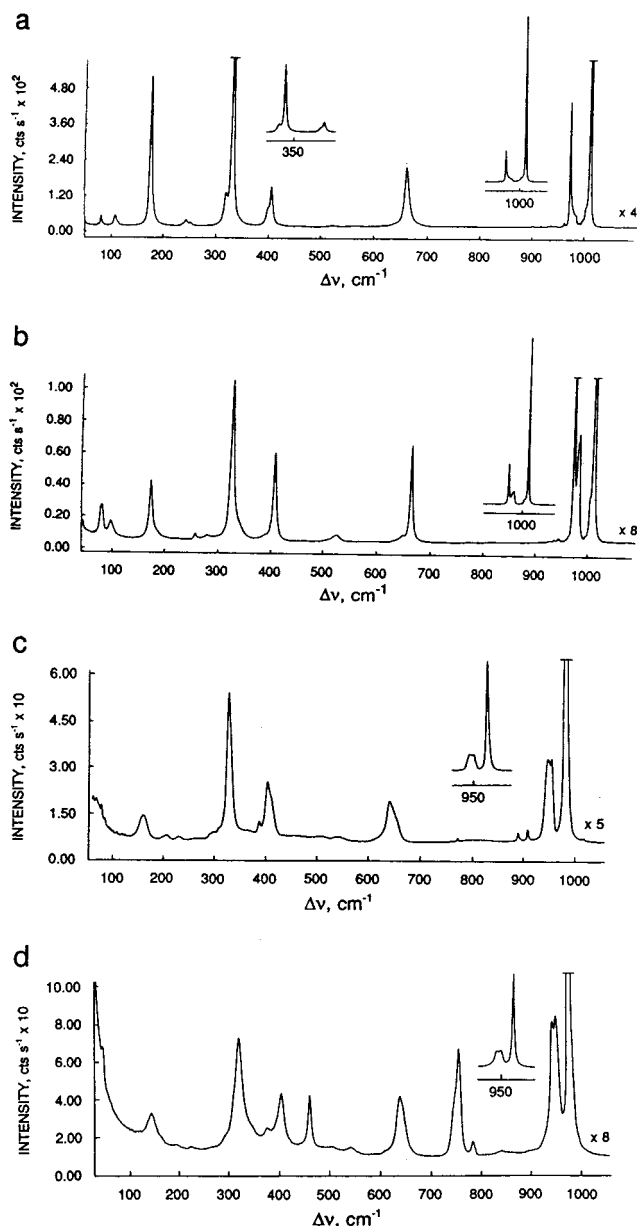 a
INTENSITY, cts s⁻¹ x 10²
4.80
3.60
2.40
1.20
0.00
350
1000
x 4
100 200 300 400 500 600 700 800 900 1000
Δν, cm⁻¹
b
INTENSITY, cts s⁻¹ x 10²
1.00
0.80
0.60
0.40
0.20
0.00
1000
x 8
100 200 300 400 500 600 700 800 900 1000
Δν, cm⁻¹
c
INTENSITY, cts s⁻¹ x 10
6.00
4.50
3.00
1.50
0.00
950
x 5
100 200 300 400 500 600 700 800 900 1000
Δν, cm⁻¹
d
INTENSITY, cts s⁻¹ x 10
10.00
8.00
6.00
4.00
2.00
0.00
950
x 8
100 200 300 400 500 600 700 800 900 1000
Δν, cm⁻¹